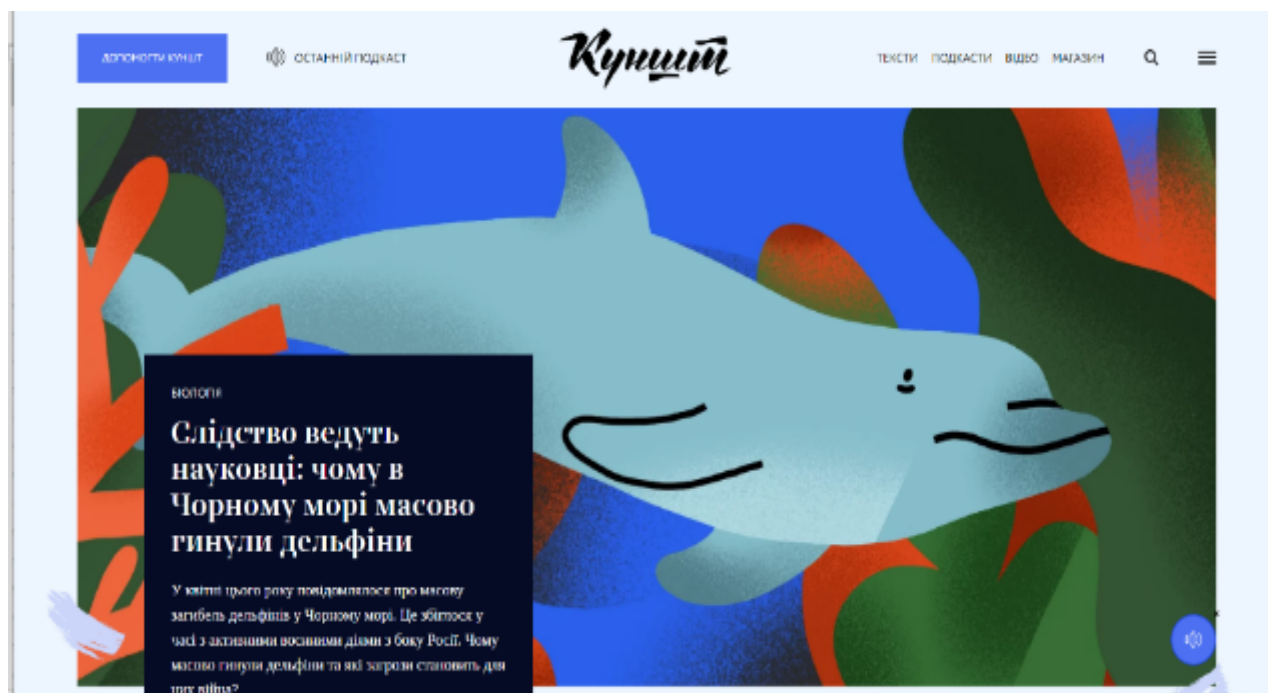 ДОПОМОГТИ КУНШТ
ОСТАННІЙ ПОДКАСТ
Куншт
ТЕКСТИ ПОДКАСТИ ВІДЕО МАГАЗИН
БІОЛОГІЯ
Слідство ведуть
науковці: чому в
Чорному морі масово
гинули дельфіни
У квітні цього року повідомлялося про масову
загибель дельфінів у Чорному морі. Це збіглося у
часі з активними воєнними діями з боку Росії. Чому
масово гинули дельфіни та які загрози становить для
них війна?